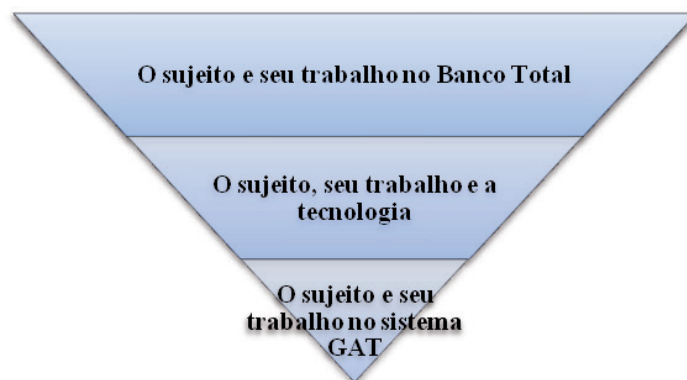 O sujeito e seu trabalho no Banco Total
O sujeito, seu trabalho e a
tecnologia
O sujeito e seu
trabalho no sistema
GAT